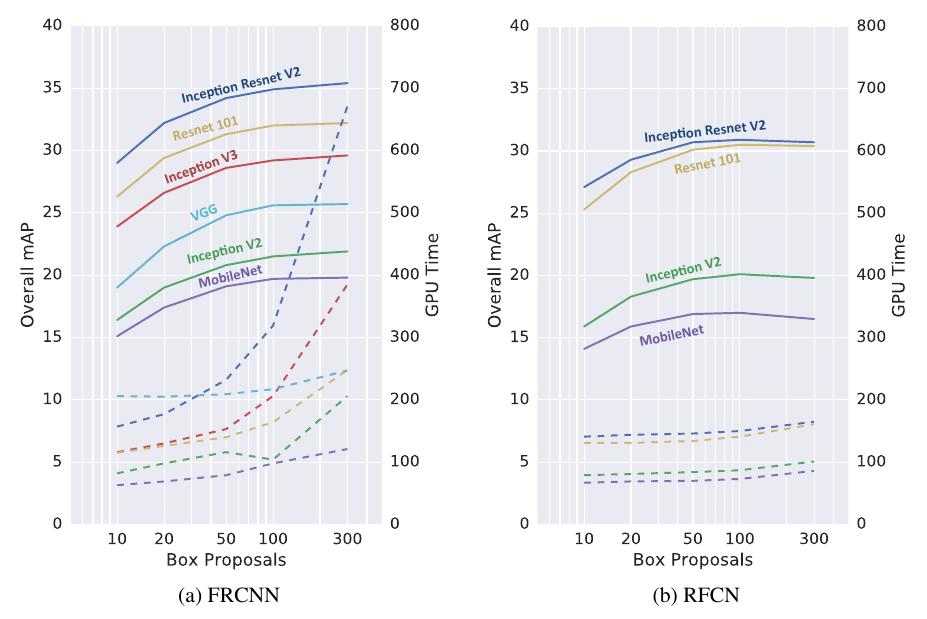 40
35
30
25
20
15
10
5
0
Overall mAP
Inception Resnet V2
Resnet 101
Inception V3
VGG
Inception V2
MobileNet
800
700
600
500
400
300
200
100
0
GPU Time
10 20 50 100 300
Box Proposals
(a) FRCNN
40
35
30
25
20
15
10
5
0
Overall mAP
Inception Resnet V2
Resnet 101
Inception V2
MobileNet
800
700
600
500
400
300
200
100
0
GPU Time
10 20 50 100 300
Box Proposals
(b) RFCN